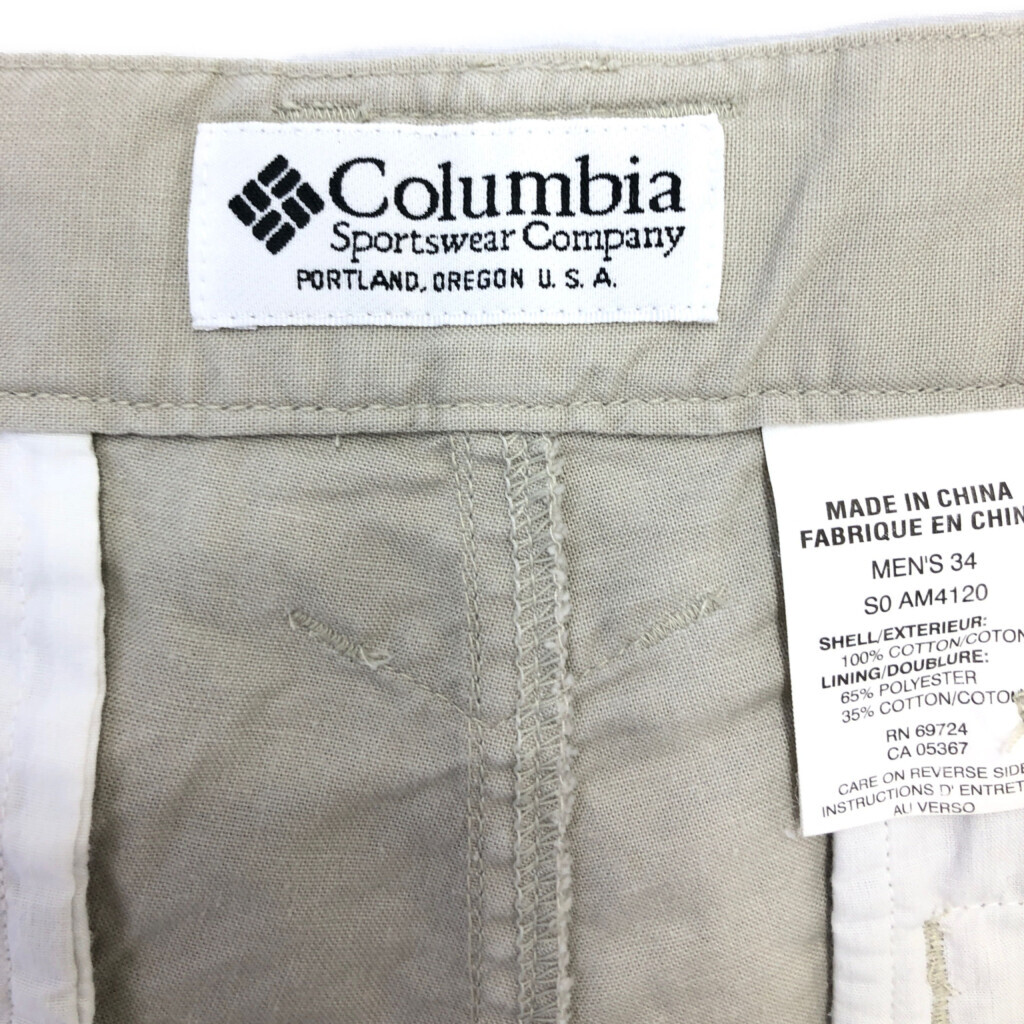 Columbia
Sportswear Company
PORTLAND, OREGON U. S. A.
MADE IN CHINA
FABRIQUE EN CHIN
MEN'S 34
S0 AM4120
SHELL/EXTERIEUR:
100% COTTON/COTON
LINING/DOUBLURE:
65% POLYESTER
35% COTTON/COTO
RN 69724
CA 05367
CARE ON REVERSE SIDE
INSTRUCTIONS D' ENTRET
AU VERSO